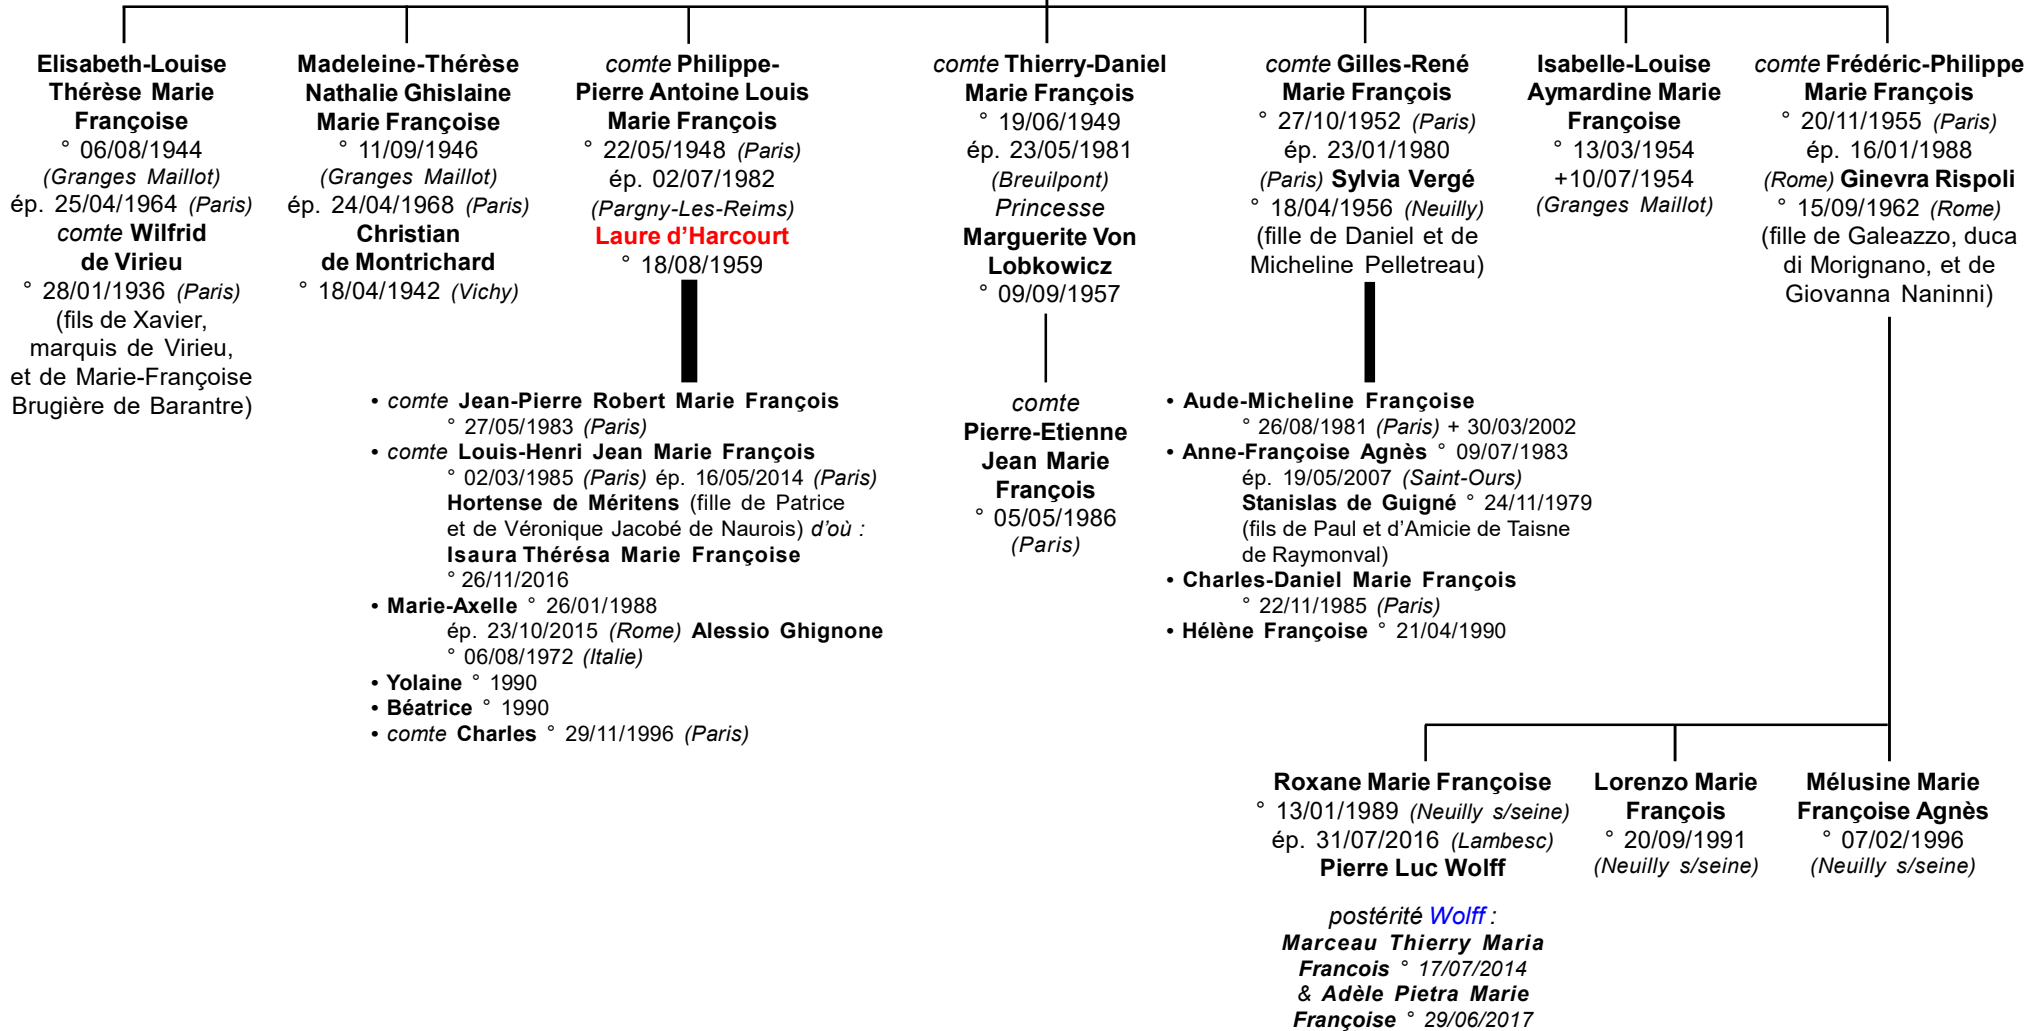 Elisabeth-Louise
Thérèse Marie
Françoise
° 06/08/1944
(Granges Maillot)
ép. 25/04/1964 (Paris)
comte Wilfrid
de Virieu
° 28/01/1936 (Paris)
(fils de Xavier,
marquis de Virieu,
et de Marie-Françoise
Brugière de Barantre)
Madeleine-Thérèse
Nathalie Ghislaine
Marie Françoise
° 11/09/1946
(Granges Maillot)
ép. 24/04/1968 (Paris)
Christian
de Montrichard
° 18/04/1942 (Vichy)
comte Philippe-
Pierre Antoine Louis
Marie François
° 22/05/1948 (Paris)
ép. 02/07/1982
(Pargny-Les-Reims)
Laure d'Harcourt
° 18/08/1959
comte Thierry-Daniel
Marie François
° 19/06/1949
ép. 23/05/1981
(Breuilpont)
Princesse
Marguerite Von
Lobkowicz
° 09/09/1957
comte Gilles-René
Marie François
° 27/10/1952 (Paris)
ép. 23/01/1980
(Paris) Sylvia Vergé
° 18/04/1956 (Neuilly)
(fille de Daniel et de
Micheline Pelletreau)
Isabelle-Louise
Aymardine Marie
Françoise
° 13/03/1954
+10/07/1954
(Granges Maillot)
comte Frédéric-Philippe
Marie François
° 20/11/1955 (Paris)
ép. 16/01/1988
(Rome) Ginevra Rispoli
° 15/09/1962 (Rome)
(fille de Galeazzo, duca
di Morignano, et de
Giovanna Naninni)
• comte Jean-Pierre Robert Marie François
° 27/05/1983 (Paris)
• comte Louis-Henri Jean Marie François
° 02/03/1985 (Paris) ép. 16/05/2014 (Paris)
Hortense de Méritens (fille de Patrice
et de Véronique Jacobé de Naurois) d'où :
Isaura Thérésa Marie Françoise
° 26/11/2016
• Marie-Axelle ° 26/01/1988
ép. 23/10/2015 (Rome) Alessio Ghignone
° 06/08/1972 (Italie)
• Yolaine ° 1990
• Béatrice ° 1990
• comte Charles ° 29/11/1996 (Paris)
comte
Pierre-Etienne
Jean Marie
François
° 05/05/1986
(Paris)
• Aude-Micheline Françoise
° 26/08/1981 (Paris) + 30/03/2002
• Anne-Françoise Agnès ° 09/07/1983
ép. 19/05/2007 (Saint-Ours)
Stanislas de Guigné ° 24/11/1979
(fils de Paul et d'Amicie de Taisne
de Raymonval)
• Charles-Daniel Marie François
° 22/11/1985 (Paris)
• Hélène Françoise ° 21/04/1990
Roxane Marie Françoise
° 13/01/1989 (Neuilly s/seine)
ép. 31/07/2016 (Lambesc)
Pierre Luc Wolff
postérité Wolff :
Marceau Thierry Maria
Francois ° 17/07/2014
& Adèle Pietra Marie
Françoise ° 29/06/2017
Lorenzo Marie
François
° 20/09/1991
(Neuilly s/seine)
Mélusine Marie
Françoise Agnès
° 07/02/1996
(Neuilly s/seine)